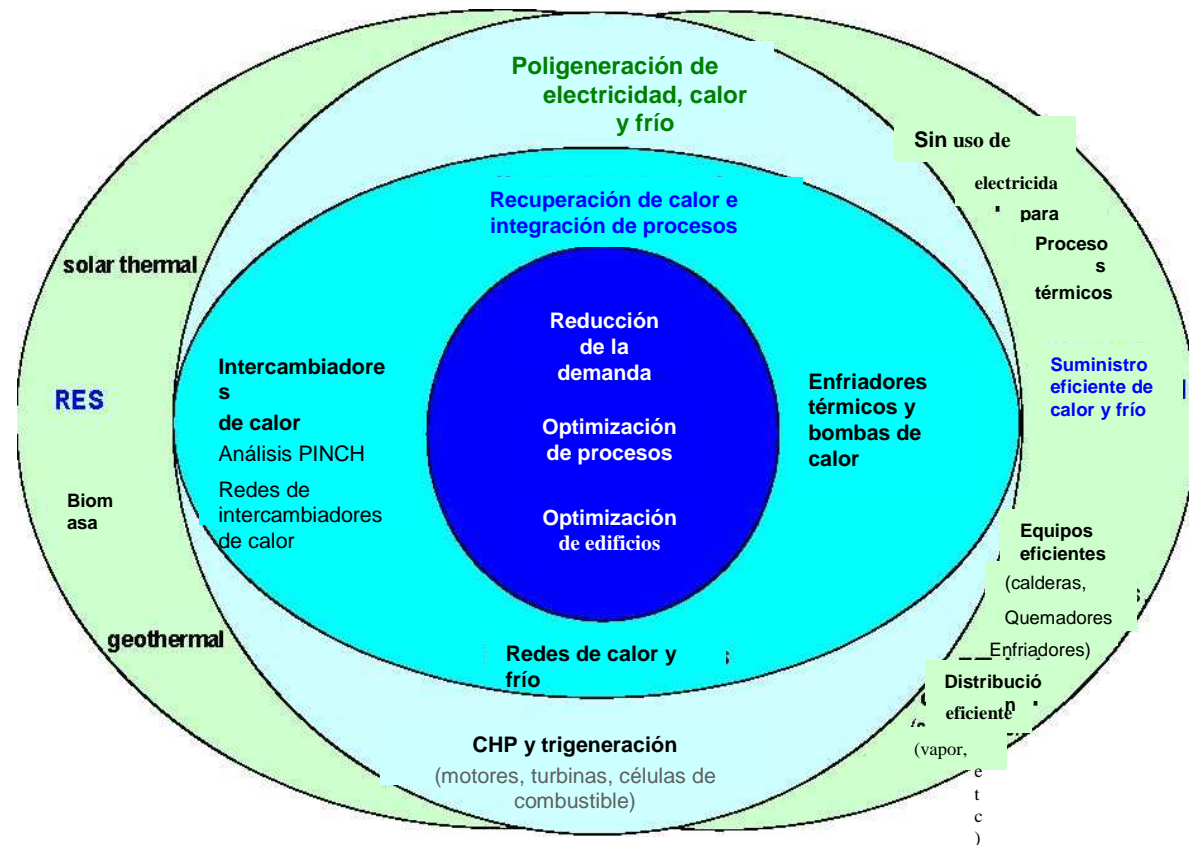 Poligeneración de
electricidad, calor
y frío
Sin uso de
electricida
para
Proceso
s
térmicos
Recuperación de calor e
integración de procesos
solar thermal
RES
Biom
asa
geothermal
Intercambiadore
s
de calor
Análisis PINCH
Redes de
intercambiadores
de calor
Reducción
de la
demanda
Optimización
de procesos
Optimización
de edificios
Enfriadores
térmicos y
bombas de
calor
Suministro
eficiente de
calor y frío
Equipos
eficientes
(calderas,
Quemadores
Enfriadores)
Distribució
n
eficiente
(vapor,
e
t
c
)
Redes de calor y
frío
CHP y trigeneración
(motores, turbinas, células de
combustible)